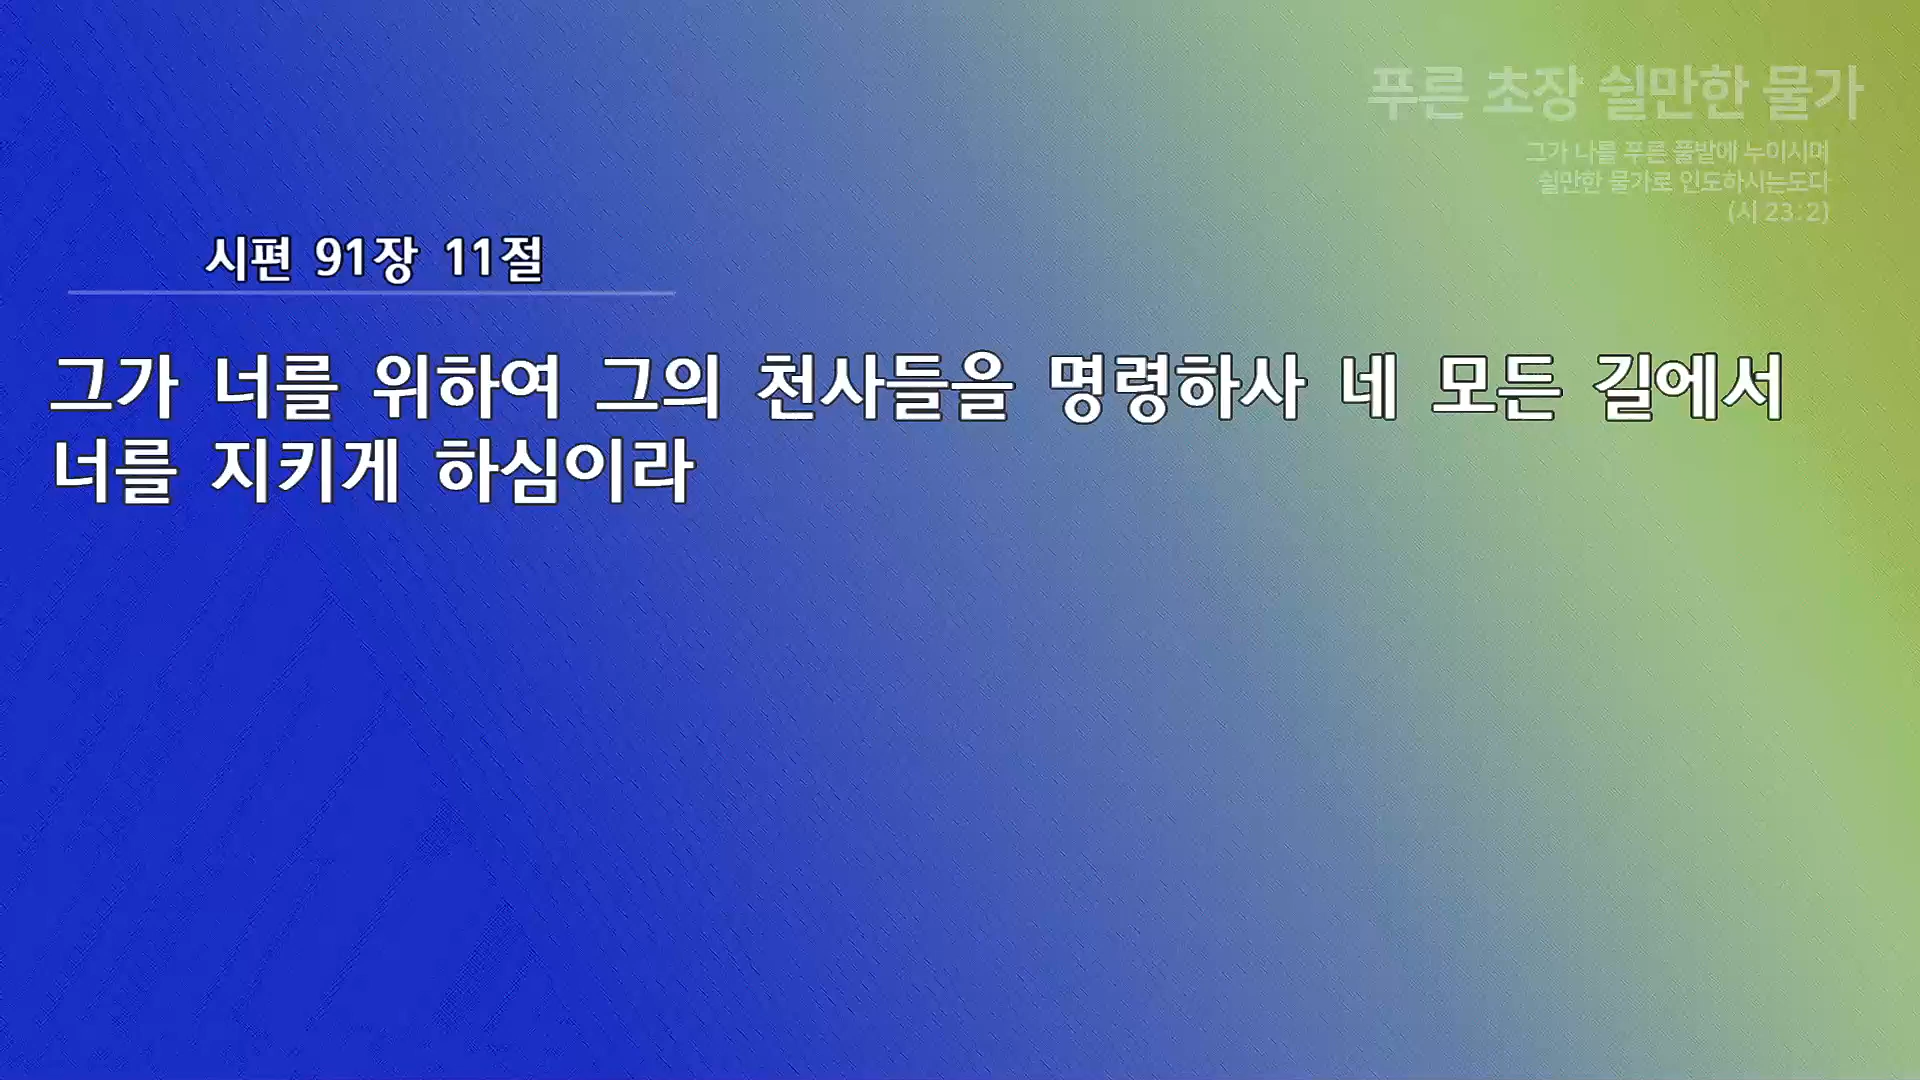 푸른 초장 쉴만한 물가
그가 나를 푸른 풀밭에 누이시며
쉴만한 물가로 인도하시는도다
(시 23:2)
시편 91장 11절
그가 너를 위하여 그의 천사들을 명령하사 네 모든 길에서
너를 지키게 하심이라